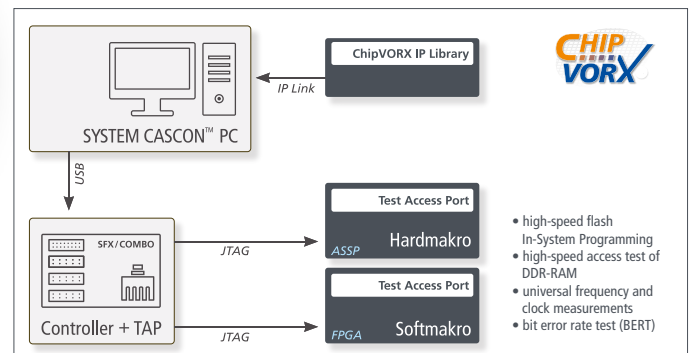 ChipVORX IP Library
CHIP
VORX
IP Link
SYSTEM CASCON™ PC
USB
Test Access Port
Hardmakro
ASSP
SFX/COMBO
JTAG
Controller + TAP
Test Access Port
Softmakro
FPGA
JTAG
• high-speed flash
In-System Programming
• high-speed access test of
DDR-RAM
• universal frequency and
clock measurements
• bit error rate test (BERT)